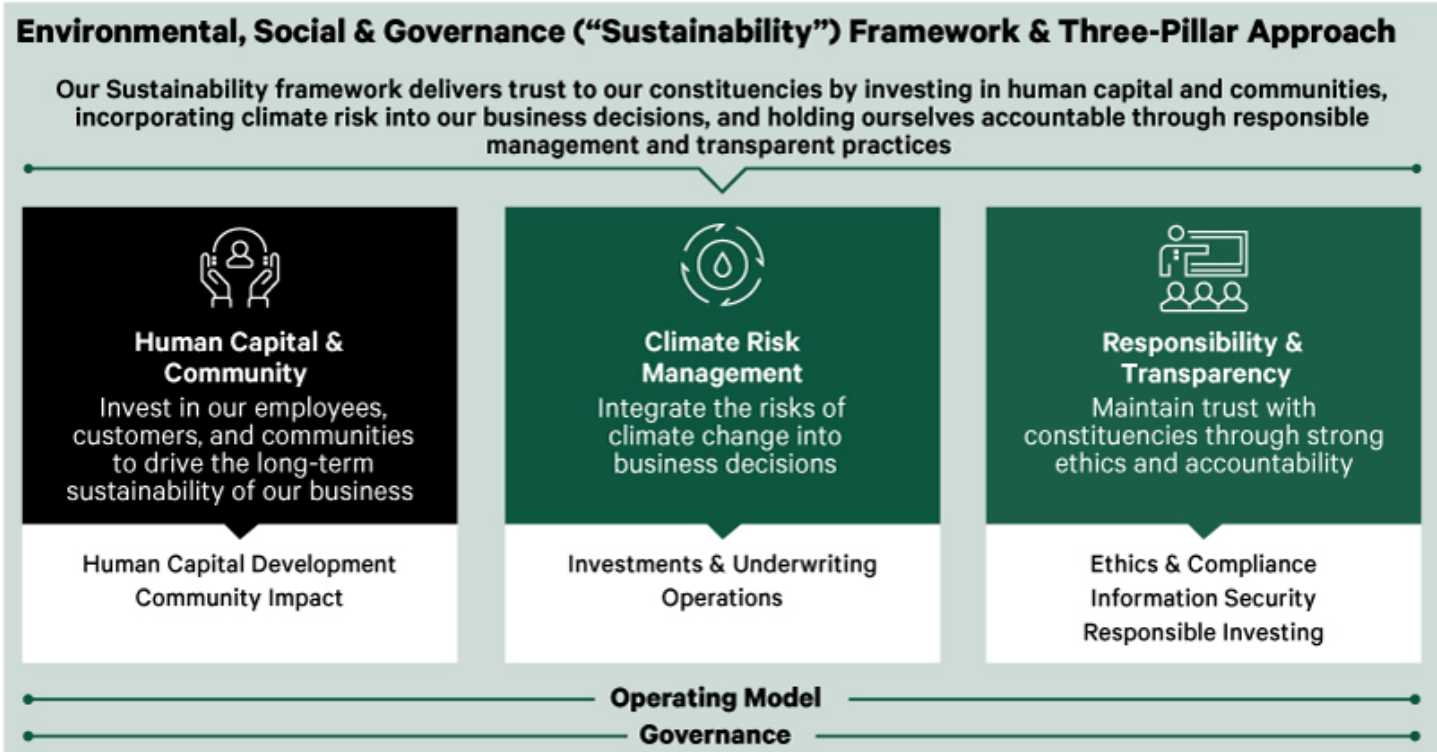 Environmental, Social & Governance (“Sustainability”) Framework & Three-Pillar Approach
Our Sustainability framework delivers trust to our constituencies by investing in human capital and communities,
incorporating climate risk into our business decisions, and holding ourselves accountable through responsible
management and transparent practices
Human Capital &
Community
Invest in our employees,
customers, and communities
to drive the long-term
sustainability of our business
Human Capital Development
Community Impact
Climate Risk
Management
Integrate the risks of
climate change into
business decisions
Investments & Underwriting
Operations
Responsibility &
Transparency
Maintain trust with
constituencies through strong
ethics and accountability
Ethics & Compliance
Information Security
Responsible Investing
Operating Model
Governance